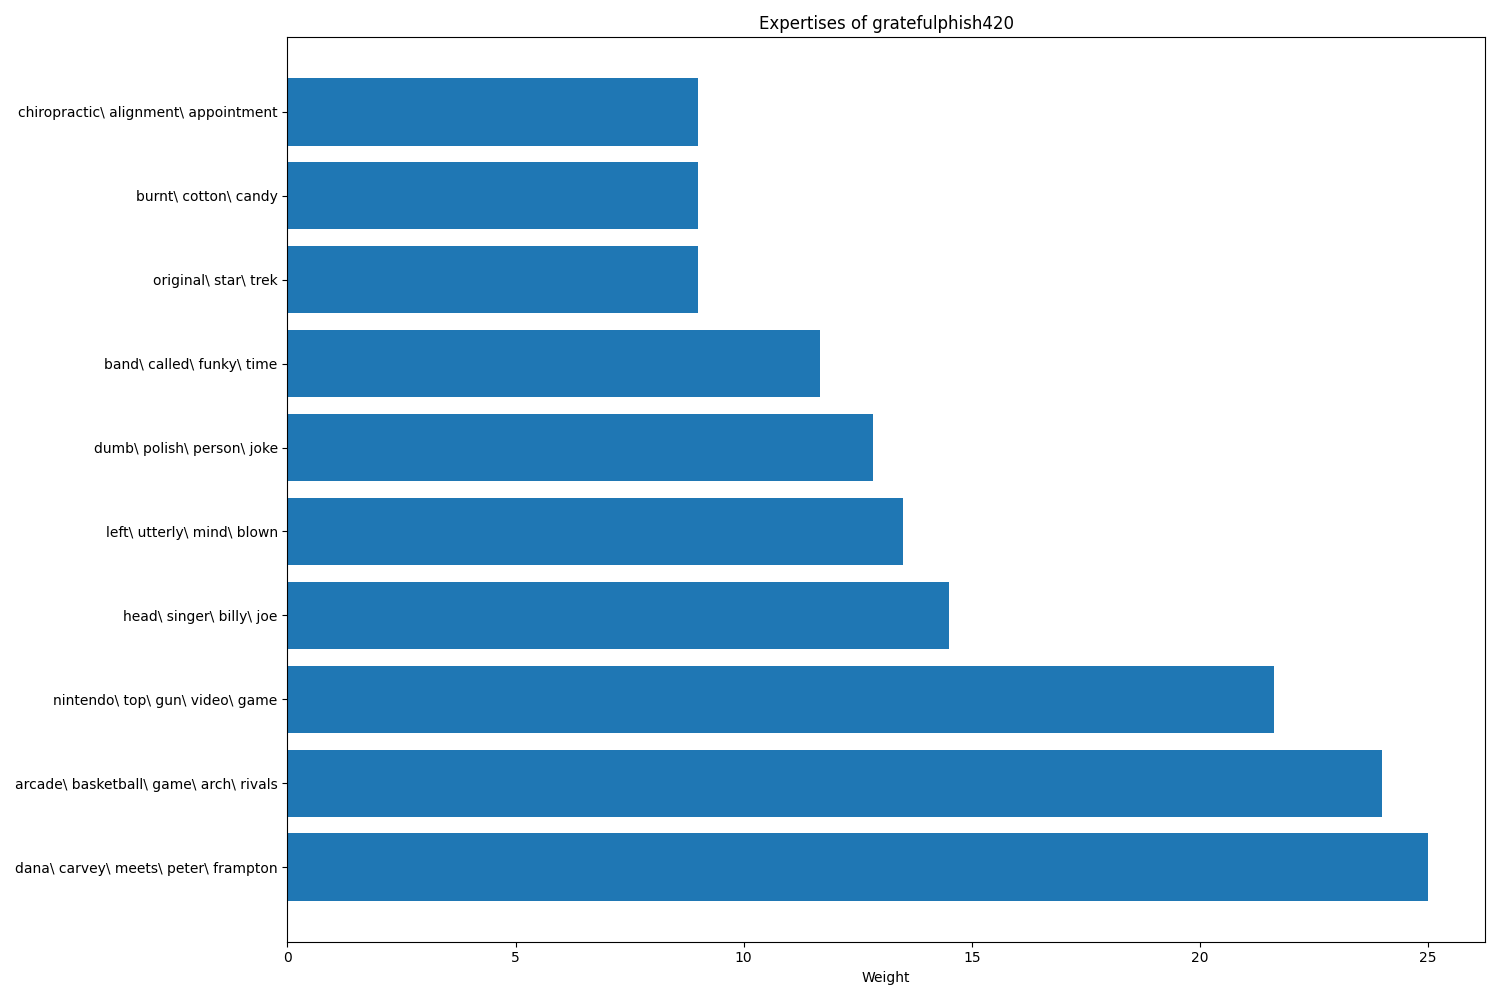 Expertises of gratefulphish420
chiropractic\ alignment\ appointment
burnt\ cotton\ candy
original\ star\ trek
band\ called\ funky\ time
dumb\ polish\ person\ joke
left\ utterly\ mind\ blown
head\ singer\ billy\ joe
nintendo\ top\ gun\ video\ game
arcade\ basketball\ game\ arch\ rivals
dana\ carvey\ meets\ peter\ frampton
0 5 10 15 20 25
Weight